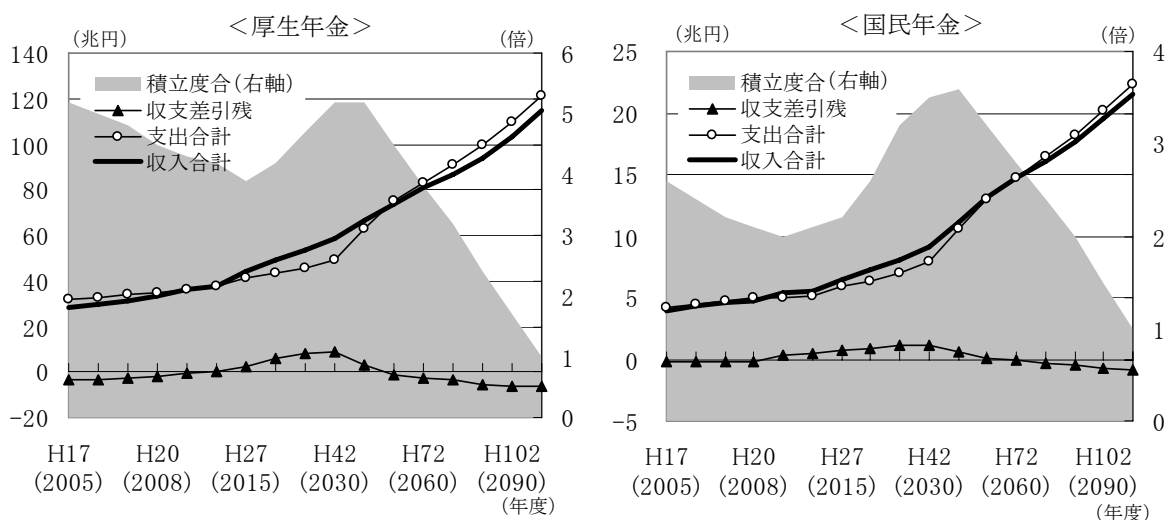 ＜厚生年金＞
（兆円）
（倍）
140
120
100
80
60
40
20
0
−20
6
5
4
3
2
1
0
積立度合（右軸）
収支差引残
支出合計
収入合計
H17 H20 H27 H42 H72 H102
(2005) (2008) (2015) (2030) (2060) (2090)
（年度）
＜国民年金＞
（兆円）
（倍）
25
20
15
10
5
0
−5
4
3
3
2
2
1
1
0
積立度合（右軸）
収支差引残
支出合計
収入合計
H17 H20 H27 H42 H72 H102
(2005) (2008) (2015) (2030) (2060) (2090)
（年度）